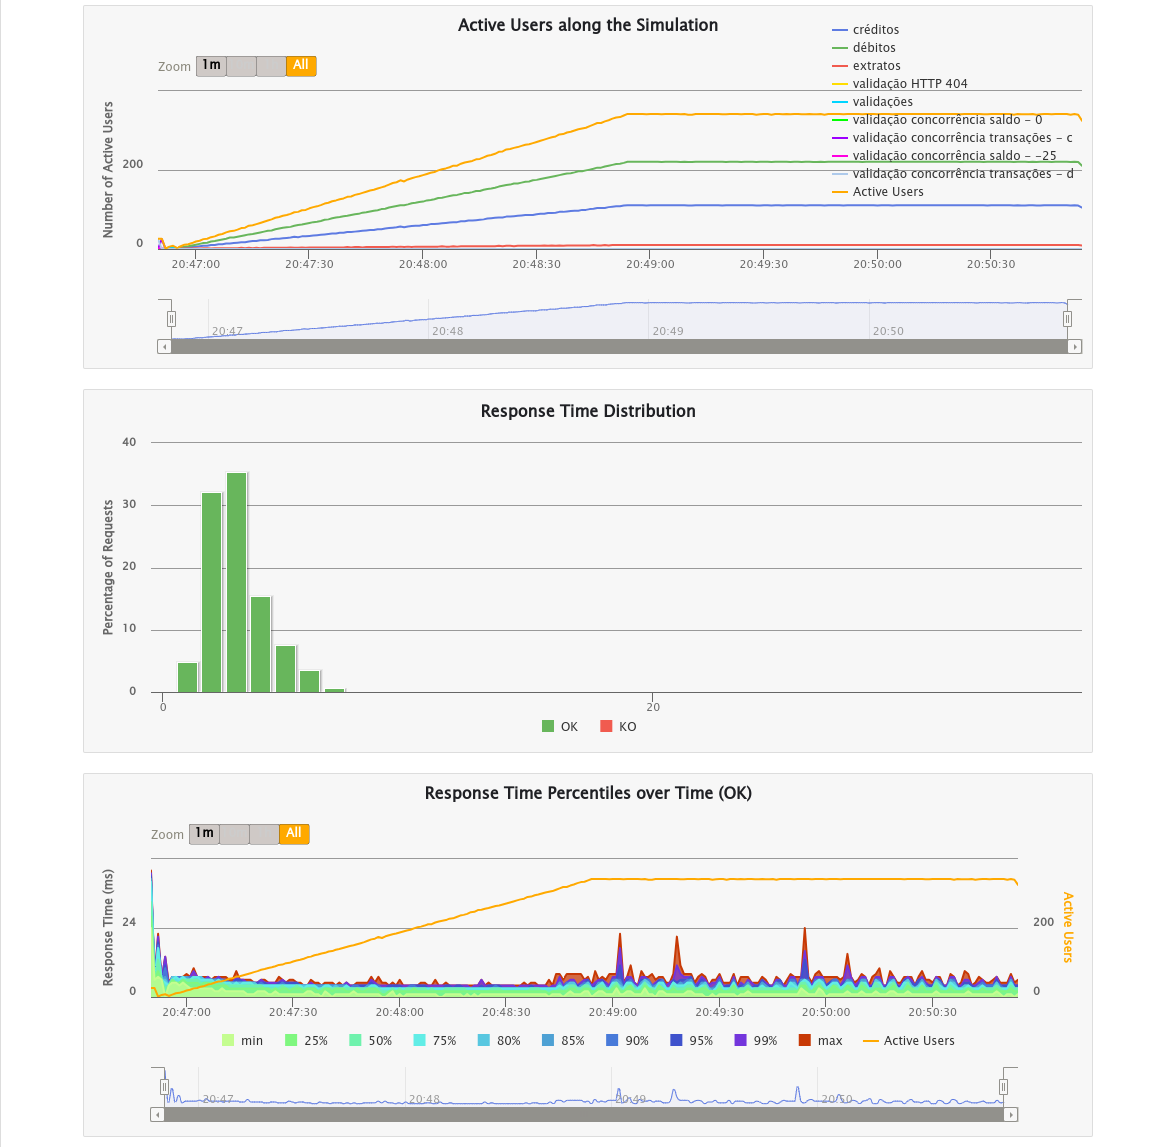 Active Users along the Simulation
créditos
débitos
extratos
validação HTTP 404
validações
validação concorrência saldo - 0
validação concorrência transações - c
validação concorrência saldo - -25
validação concorrência transações - d
Active Users
Zoom 1m All
Number of Active Users
200
0
20:47:00 20:47:30 20:48:00 20:48:30 20:49:00 20:49:30 20:50:00 20:50:30
20:47 20:48 20:49 20:50
Response Time Distribution
Percentage of Requests
40
30
20
10
0
0 20
OK KO
Response Time Percentiles over Time (OK)
Zoom 1m All
Response Time (ms)
24
0
Active Users
200
0
20:47:00 20:47:30 20:48:00 20:48:30 20:49:00 20:49:30 20:50:00 20:50:30
min 25% 50% 75% 80% 85% 90% 95% 99% max Active Users
20:47 20:48 20:49 20:50